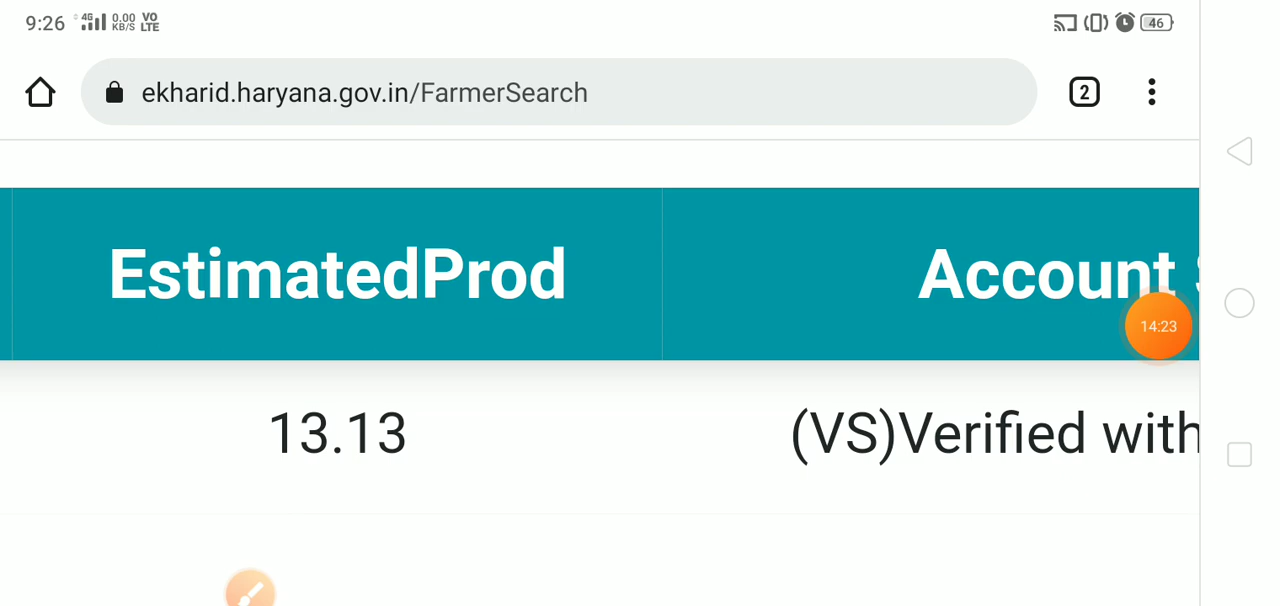 9:26 4G 0.00 KB/S VO LTE 46
ekharid.haryana.gov.in/FarmerSearch 2
EstimatedProd Account
14:23
13.13 (VS)Verified with